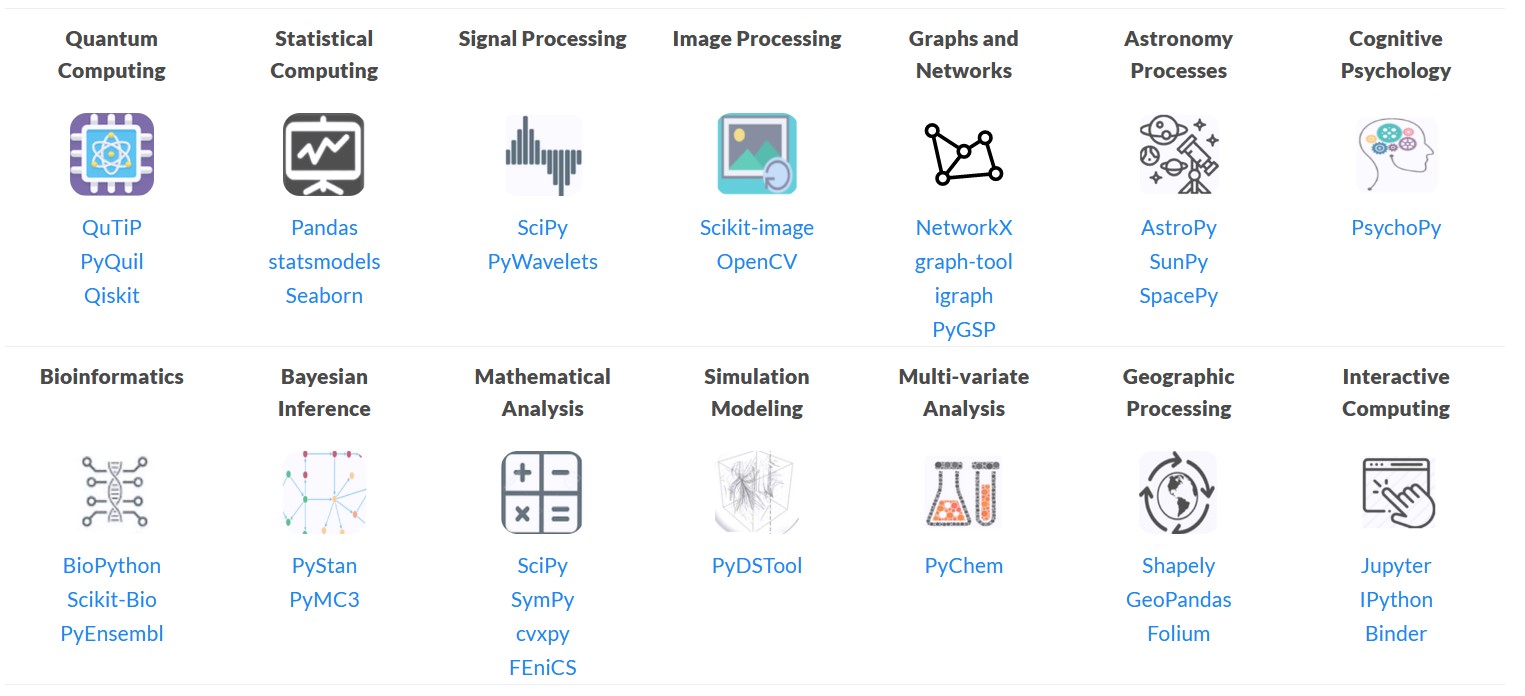 Quantum
Computing
Statistical
Computing
Signal Processing
Image Processing
Graphs and
Networks
Astronomy
Processes
Cognitive
Psychology
QuTiP
PyQuil
Qiskit
Pandas
statsmodels
Seaborn
SciPy
PyWavelets
Scikit-image
OpenCV
NetworkX
graph-tool
igraph
PyGSP
AstroPy
SunPy
SpacePy
PsychoPy
Bioinformatics
Bayesian
Inference
Mathematical
Analysis
Simulation
Modeling
Multi-variate
Analysis
Geographic
Processing
Interactive
Computing
BioPython
Scikit-Bio
PyEnsembl
PyStan
PyMC3
SciPy
SymPy
cvxpy
FEniCS
PyDSTool
PyChem
Shapely
GeoPandas
Folium
Jupyter
IPython
Binder